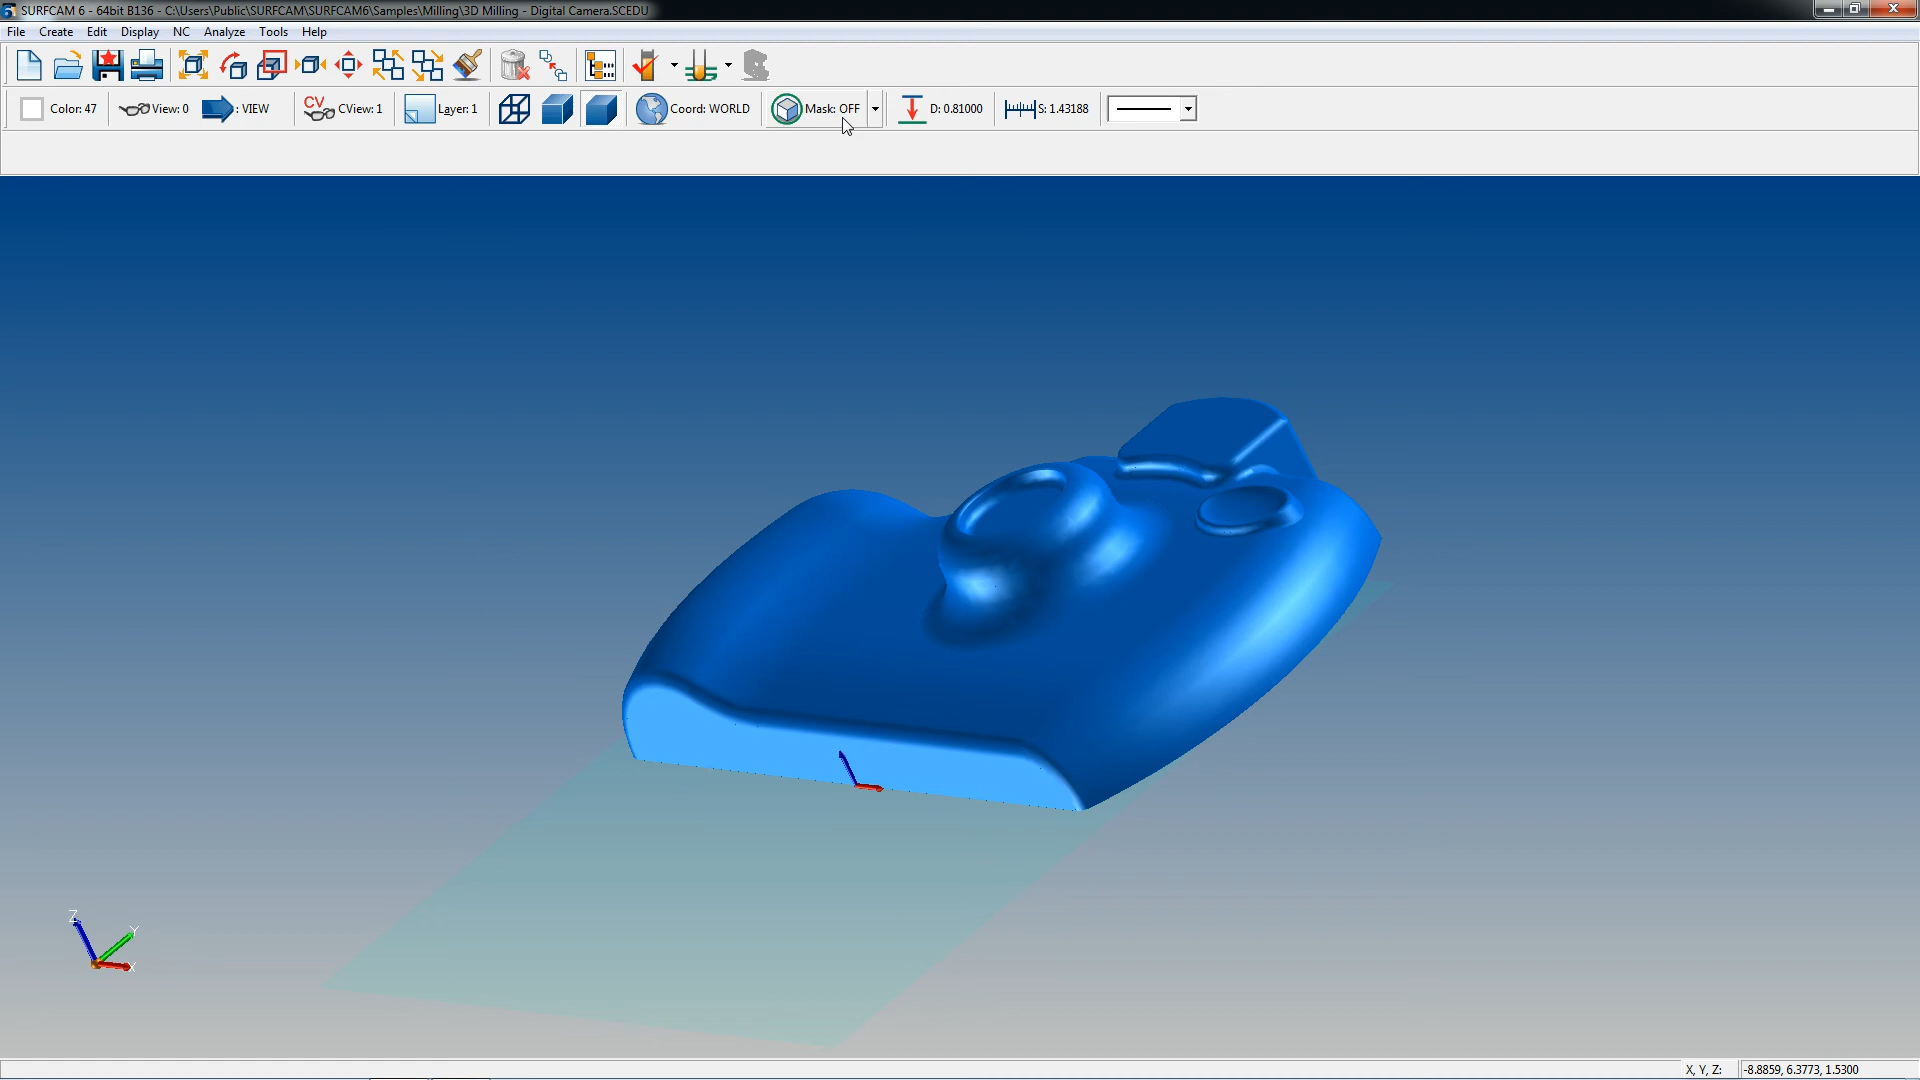 SURFCAM 6 - 64bit B136 - C:\Users\Public\SURFCAM\SURFCAM6\Samples\Milling\3D Milling - Digital Camera.SCEDU
File Create Edit Display NC Analyze Tools Help
Color: 47 View: 0 : VIEW CV CView: 1 Layer: 1 Coord: WORLD Mask: OFF D: 0.81000 S: 1.43188
Z
Y
X
X, Y, Z: -8.8859, 6.3773, 1.5300